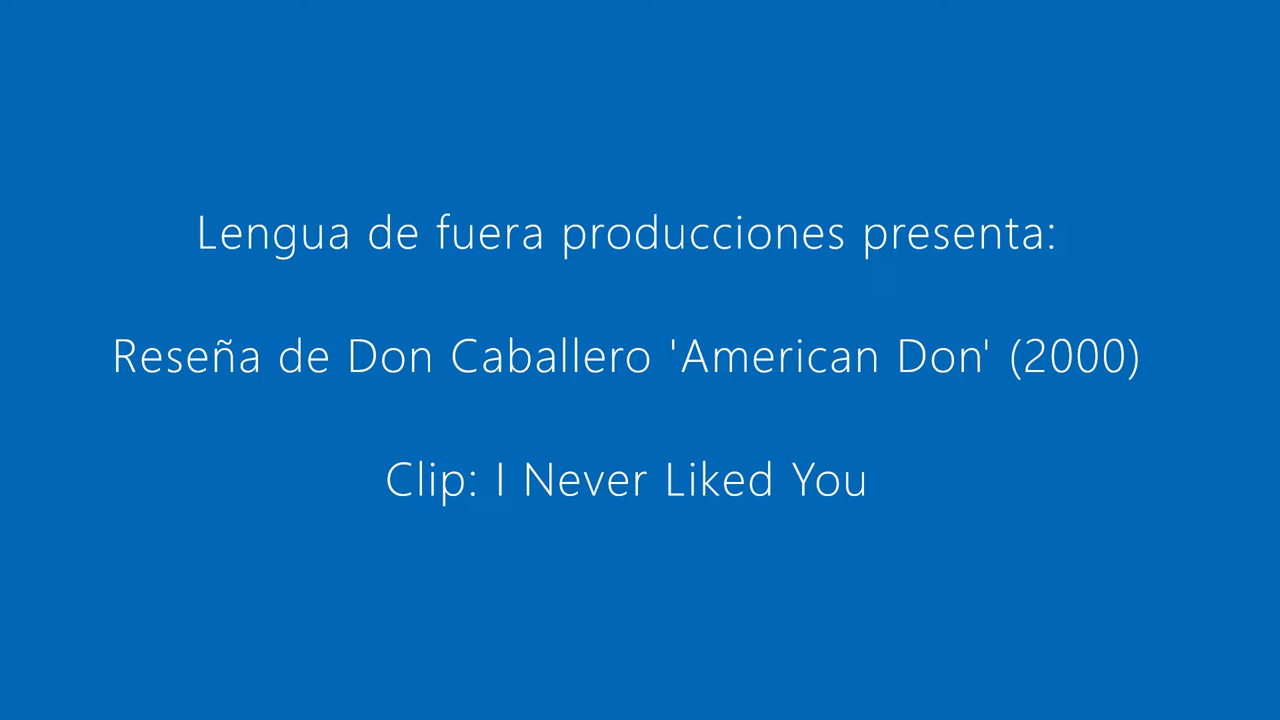 Lengua de fuera producciones presenta:
Reseña de Don Caballero 'American Don' (2000)
Clip: I Never Liked You